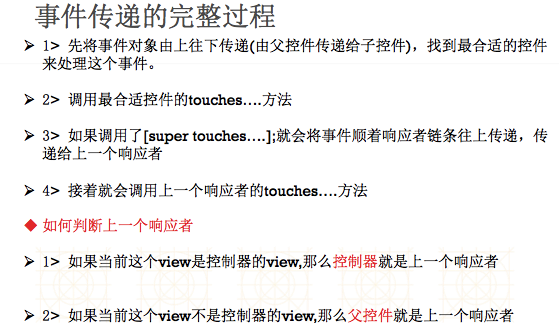 事件传递的完整过程
➢ 1> 先将事件对象由上往下传递(由父控件传递给子控件)，找到最合适的控件
来处理这个事件。
➢ 2> 调用最合适控件的touches….方法
➢ 3> 如果调用了[super touches….];就会将事件顺着响应者链条往上传递，传
递给上一个响应者
➢ 4> 接着就会调用上一个响应者的touches….方法
◆ 如何判断上一个响应者
➢ 1> 如果当前这个view是控制器的view,那么控制器就是上一个响应者
➢ 2> 如果当前这个view不是控制器的view,那么父控件就是上一个响应者